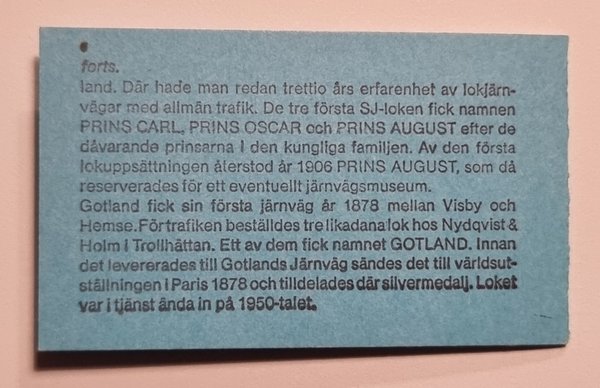 forts.
land. Där hade man redan trettio års erfarenhet av lokjärn-
vägar med allmän trafik. De tre första SJ-loken fick namnen
PRINS CARL, PRINS OSCAR och PRINS AUGUST efter de
dåvarande prinsarna i den kungliga familjen. Av den första
lokuppsättningen återstod år 1906 PRINS AUGUST, som då
reserverades för ett eventuellt järnvägsmuseum.
Gotland fick sin första järnväg år 1878 mellan Visby och
Hemse. För trafiken beställdes tre likadana lok hos Nydqvist &
Holm i Trollhättan. Ett av dem fick namnet GOTLAND. Innan
det levererades till Gotlands Järnväg sändes det till världsut-
ställningen i Paris 1878 och tilldelades där silvermedalj. Loket
var i tjänst ända in på 1950-talet.